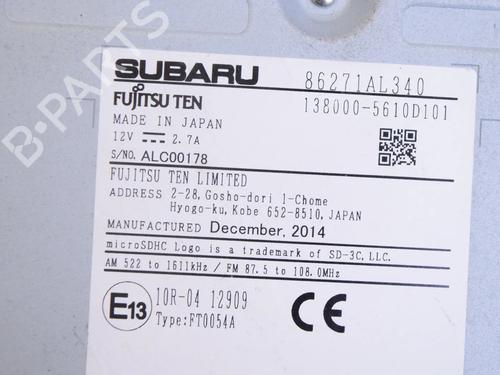 SUBARU 86271AL340
FUJITSU TEN 138000-5610D101
MADE IN JAPAN
12V 2.7A
S/NO. ALC00178
FUJITSU TEN LIMITED
ADDRESS 2-28, Gosho-dori 1-Chome
Hyogo-ku, Kobe 652-8510, JAPAN
MANUFACTURED December, 2014
microSDHC Logo is a trademark of SD-3C, LLC.
AM 522 to 1611kHz / FM 87.5 to 108.0MHz
E13 10R-04 12909
Type:FT0054A CE
B-PARTS